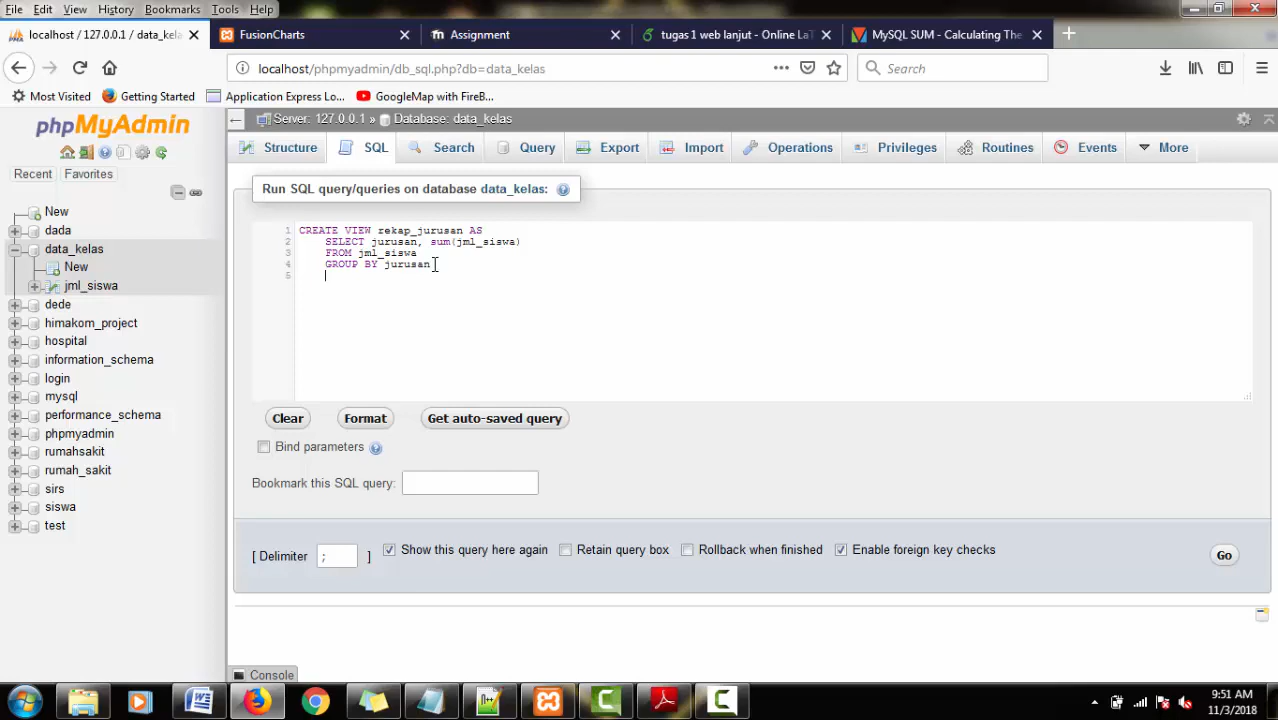 File Edit View History Bookmarks Tools Help
localhost / 127.0.0.1 / data_kela
FusionCharts
Assignment
tugas 1 web lanjut - Online LaT
MySQL SUM - Calculating The
localhost/phpmyadmin/db_sql.php?db=data_kelas
Search
Most Visited
Getting Started
Application Express Lo...
GoogleMap with FireB...
phpMyAdmin
Recent
Favorites
New
dada
data_kelas
New
jml_siswa
dede
himakom_project
hospital
information_schema
login
mysql
performance_schema
phpmyadmin
rumahsakit
rumah_sakit
sirs
siswa
test
Server: 127.0.0.1 » Database: data_kelas
Structure
SQL
Search
Query
Export
Import
Operations
Privileges
Routines
Events
More
Run SQL query/queries on database data_kelas:
1 CREATE VIEW rekap_jurusan AS
2 SELECT jurusan, sum(jml_siswa)
3 FROM jml_siswa
4 GROUP BY jurusan
5
Clear
Format
Get auto-saved query
Bind parameters
Bookmark this SQL query:
[ Delimiter ; ]
Show this query here again
Retain query box
Rollback when finished
Enable foreign key checks
Go
Console
9:51 AM
11/3/2018